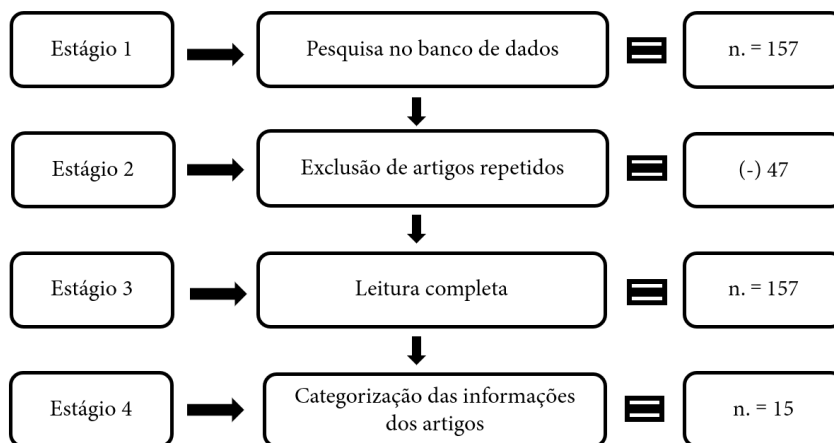 Estágio 1
Pesquisa no banco de dados
n. = 157
Estágio 2
Exclusão de artigos repetidos
(-) 47
Estágio 3
Leitura completa
n. = 157
Estágio 4
Categorização das informações
dos artigos
n. = 15